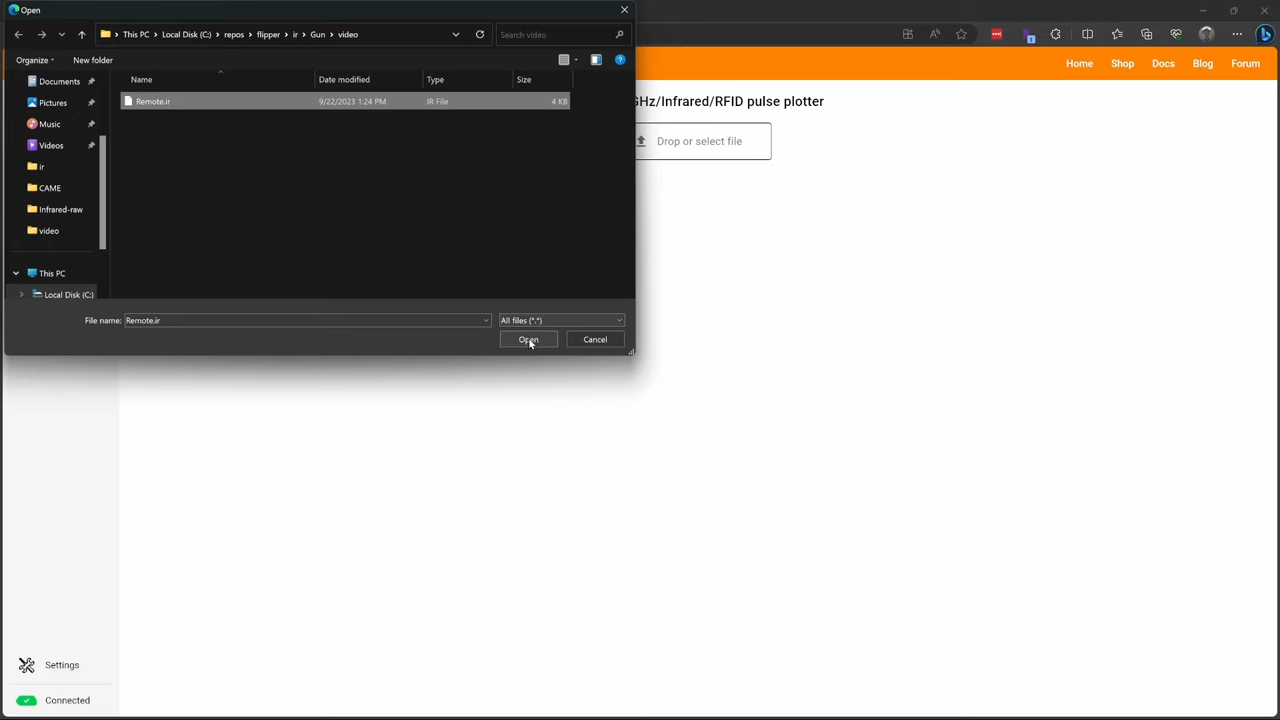 Open
This PC
Local Disk (C:)
repos
flipper
ir
Gun
video
Search video
Organize
New folder
Home
Shop
Docs
Blog
Forum
Documents
Pictures
Music
Videos
ir
CAME
Infrared-raw
video
This PC
Local Disk (C:)
Name
Date modified
Type
Size
Remote.ir
9/22/2023 1:24 PM
IR File
4 KB
GHz/Infrared/RFID pulse plotter
Drop or select file
File name:
Remote.ir
All files (*.*)
Open
Cancel
Settings
Connected
1